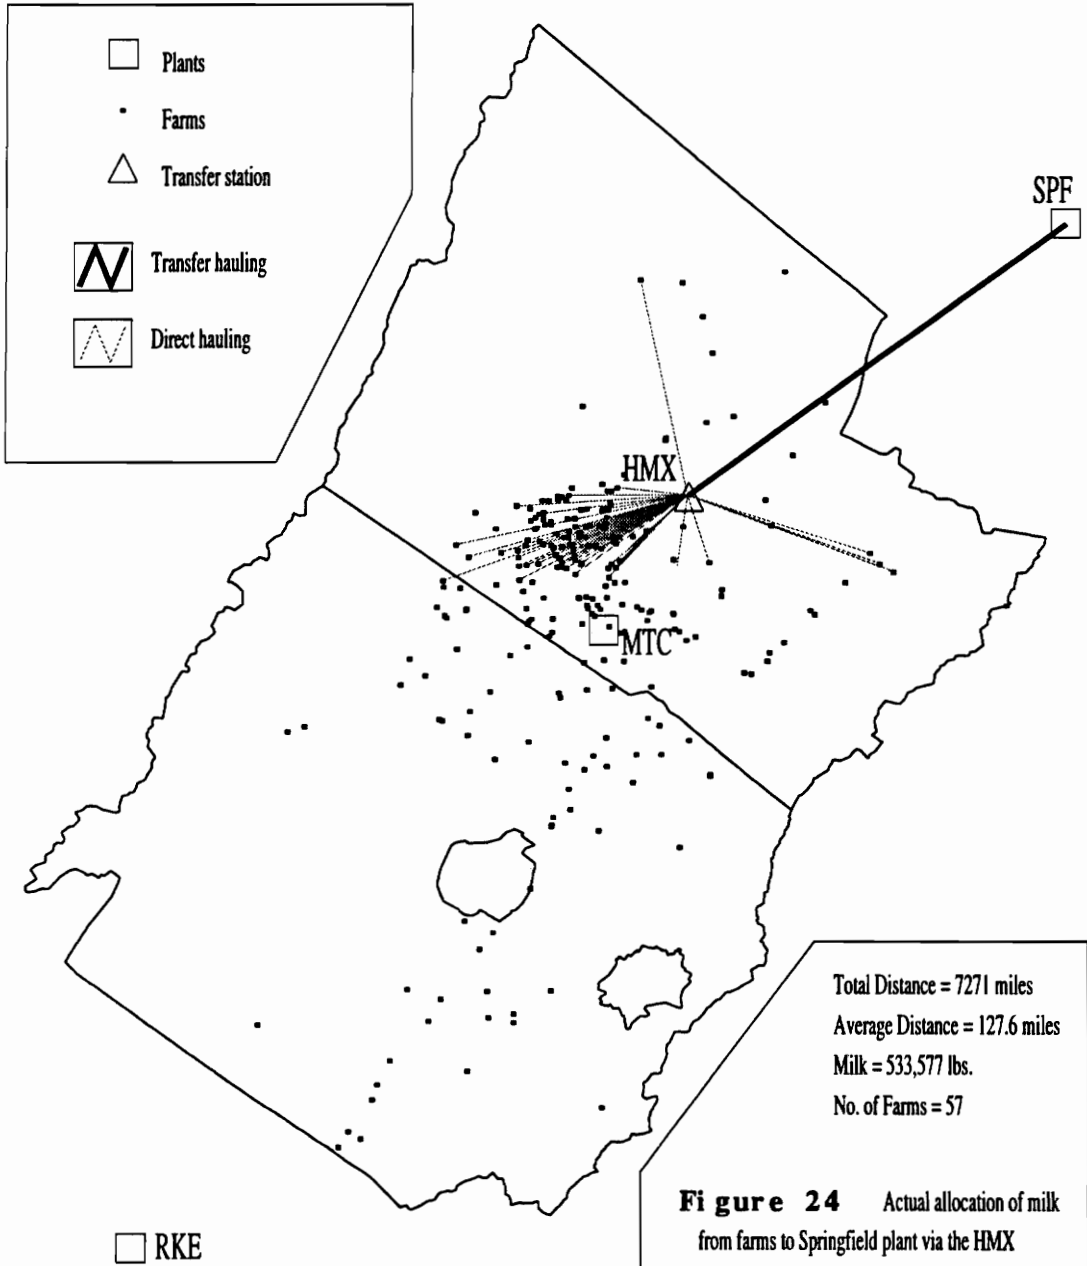 Plants
Farms
Transfer station
Transfer hauling
Direct hauling
SPF
HMX
MTC
Total Distance = 7271 miles
Average Distance = 127.6 miles
Milk = 533,577 lbs.
No. of Farms = 57
Figure 24 Actual allocation of milk
from farms to Springfield plant via the HMX
RKE